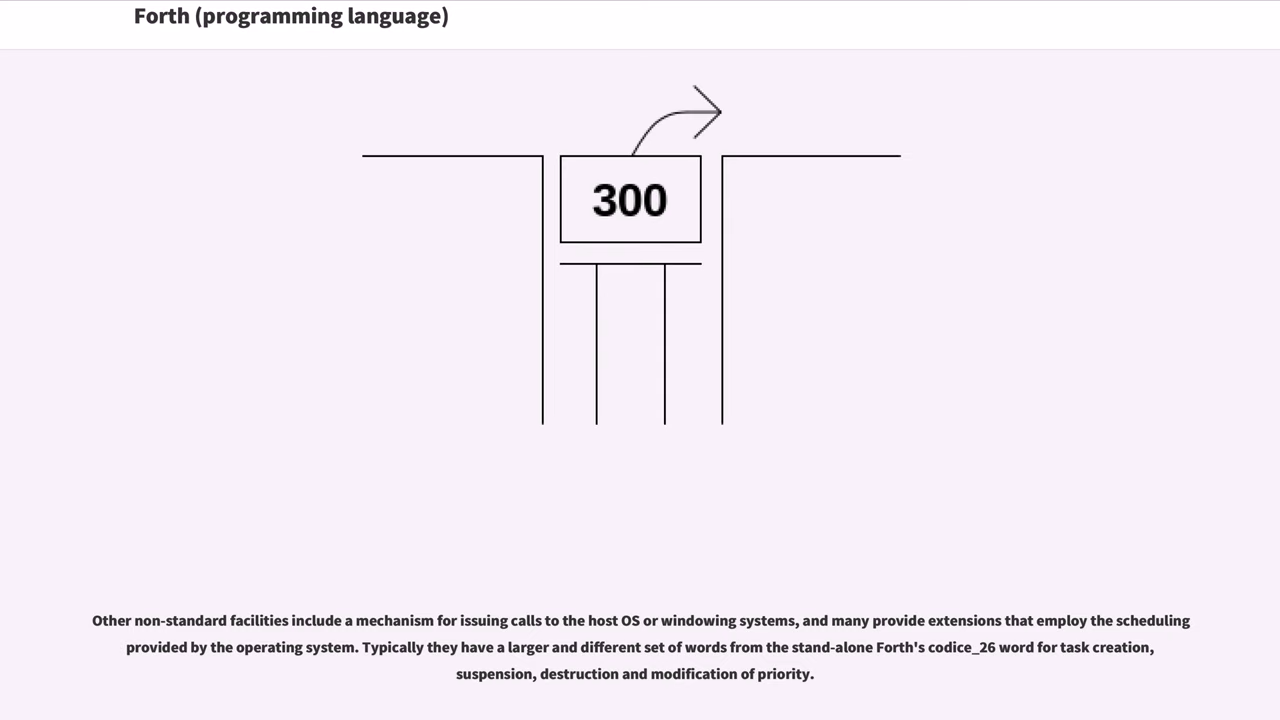 Forth (programming language)
300
Other non-standard facilities include a mechanism for issuing calls to the host OS or windowing systems, and many provide extensions that employ the scheduling
provided by the operating system. Typically they have a larger and different set of words from the stand-alone Forth's codice_26 word for task creation,
suspension, destruction and modification of priority.